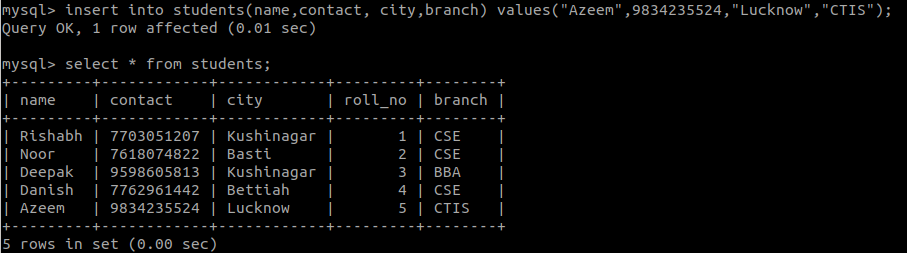 mysql> insert into students(name,contact, city,branch) values("Azeem",9834235524,"Lucknow","CTIS");
Query OK, 1 row affected (0.01 sec)

mysql> select * from students;
+---------+------------+------------+---------+--------+
| name    | contact    | city       | roll_no | branch |
+---------+------------+------------+---------+--------+
| Rishabh | 7703051207 | Kushinagar |       1 | CSE    |
| Noor    | 7618074822 | Basti      |       2 | CSE    |
| Deepak  | 9598605813 | Kushinagar |       3 | BBA    |
| Danish  | 7762961442 | Bettiah    |       4 | CSE    |
| Azeem   | 9834235524 | Lucknow    |       5 | CTIS   |
+---------+------------+------------+---------+--------+
5 rows in set (0.00 sec)